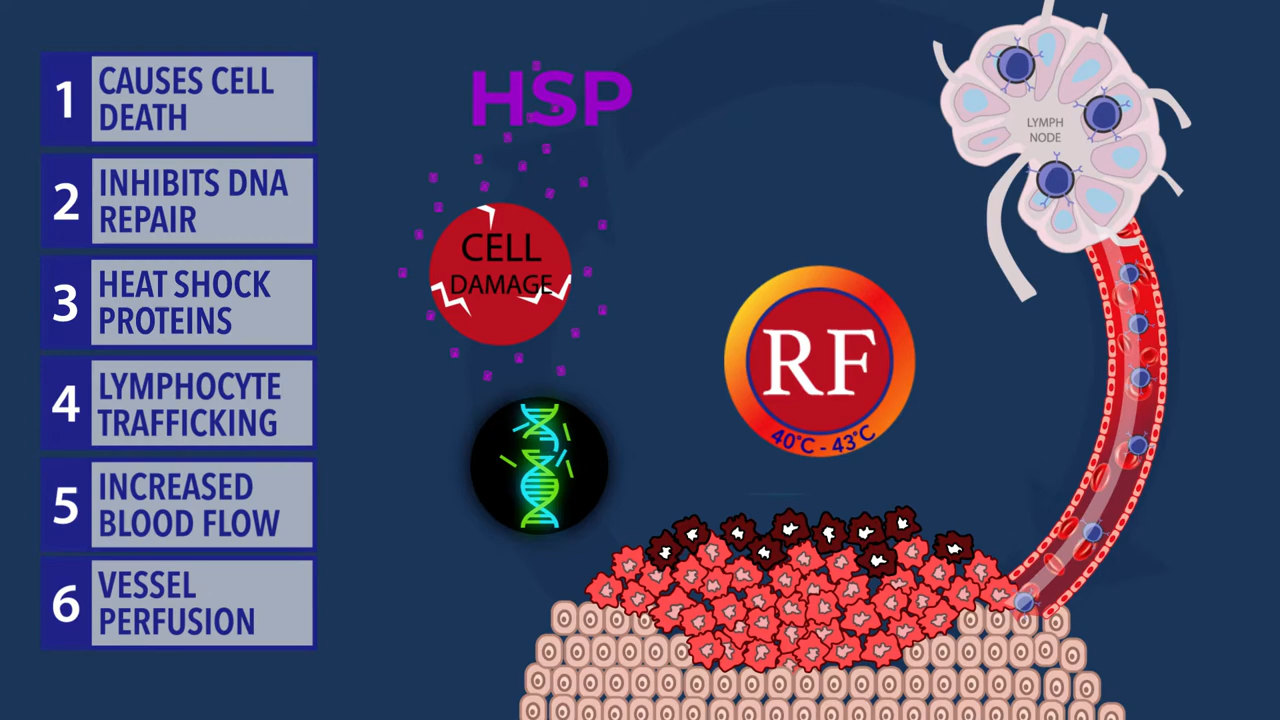 1 CAUSES CELL
DEATH
2 INHIBITS DNA
REPAIR
3 HEAT SHOCK
PROTEINS
4 LYMPHOCYTE
TRAFFICKING
5 INCREASED
BLOOD FLOW
6 VESSEL
PERFUSION
HSP
CELL
DAMAGE
RF
40°C - 43°C
LYMPH
NODE